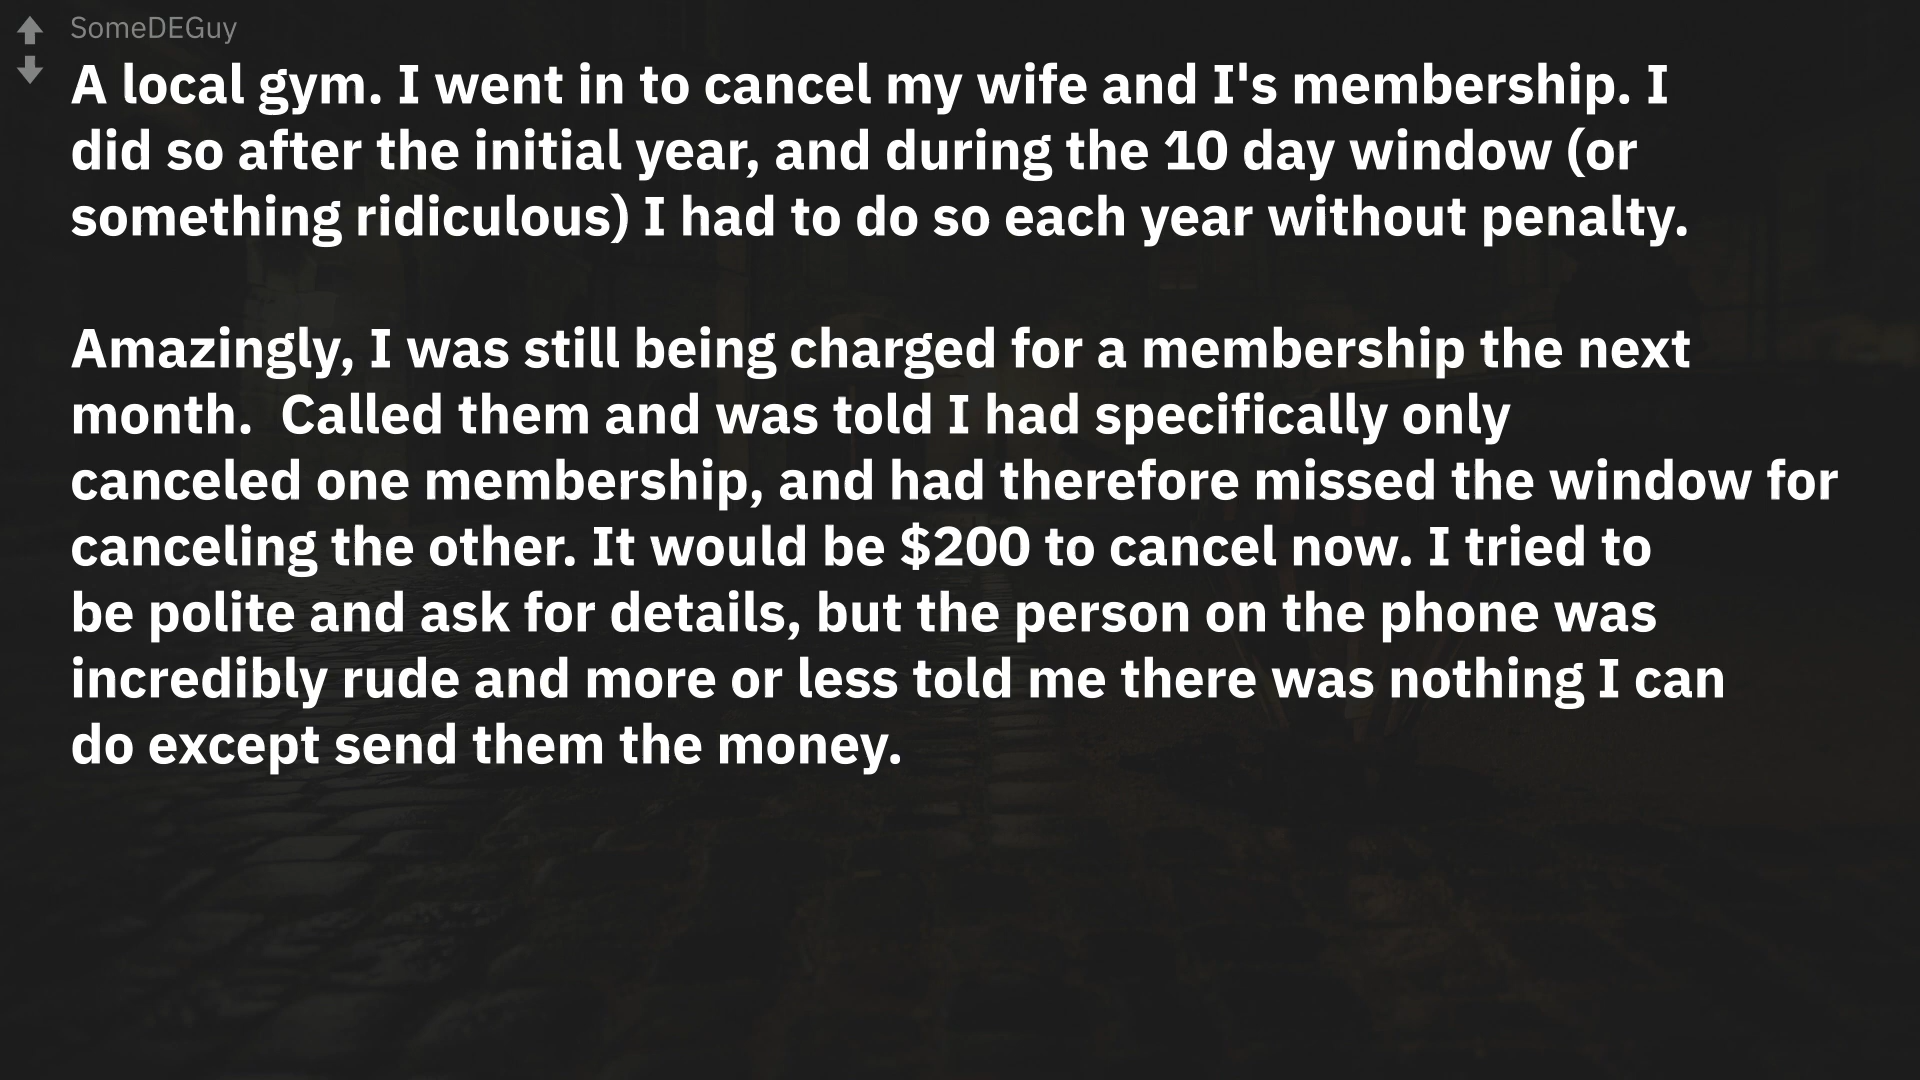 SomeDEGuy
A local gym. I went in to cancel my wife and I's membership. I
did so after the initial year, and during the 10 day window (or
something ridiculous) I had to do so each year without penalty.
Amazingly, I was still being charged for a membership the next
month.  Called them and was told I had specifically only
canceled one membership, and had therefore missed the window for
canceling the other. It would be $200 to cancel now. I tried to
be polite and ask for details, but the person on the phone was
incredibly rude and more or less told me there was nothing I can
do except send them the money.